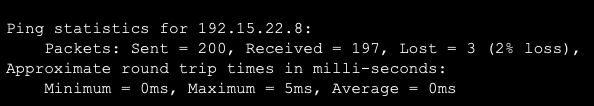 Ping statistics for 192.15.22.8:
    Packets: Sent = 200, Received = 197, Lost = 3 (2% loss),
Approximate round trip times in milli-seconds:
    Minimum = 0ms, Maximum = 5ms, Average = 0ms